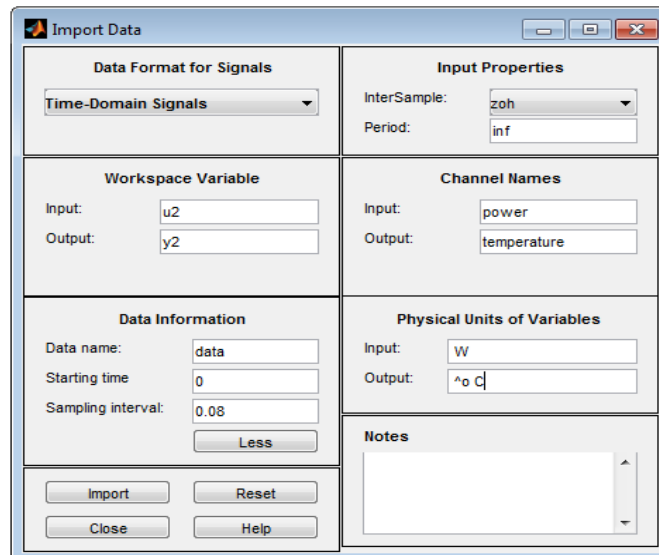 Import Data
Data Format for Signals
Time-Domain Signals
Input Properties
InterSample: zoh
Period: inf
Workspace Variable
Input: u2
Output: y2
Channel Names
Input: power
Output: temperature
Data Information
Data name: data
Starting time 0
Sampling interval: 0.08
Less
Physical Units of Variables
Input: W
Output: ^o C
Import Reset
Close Help
Notes